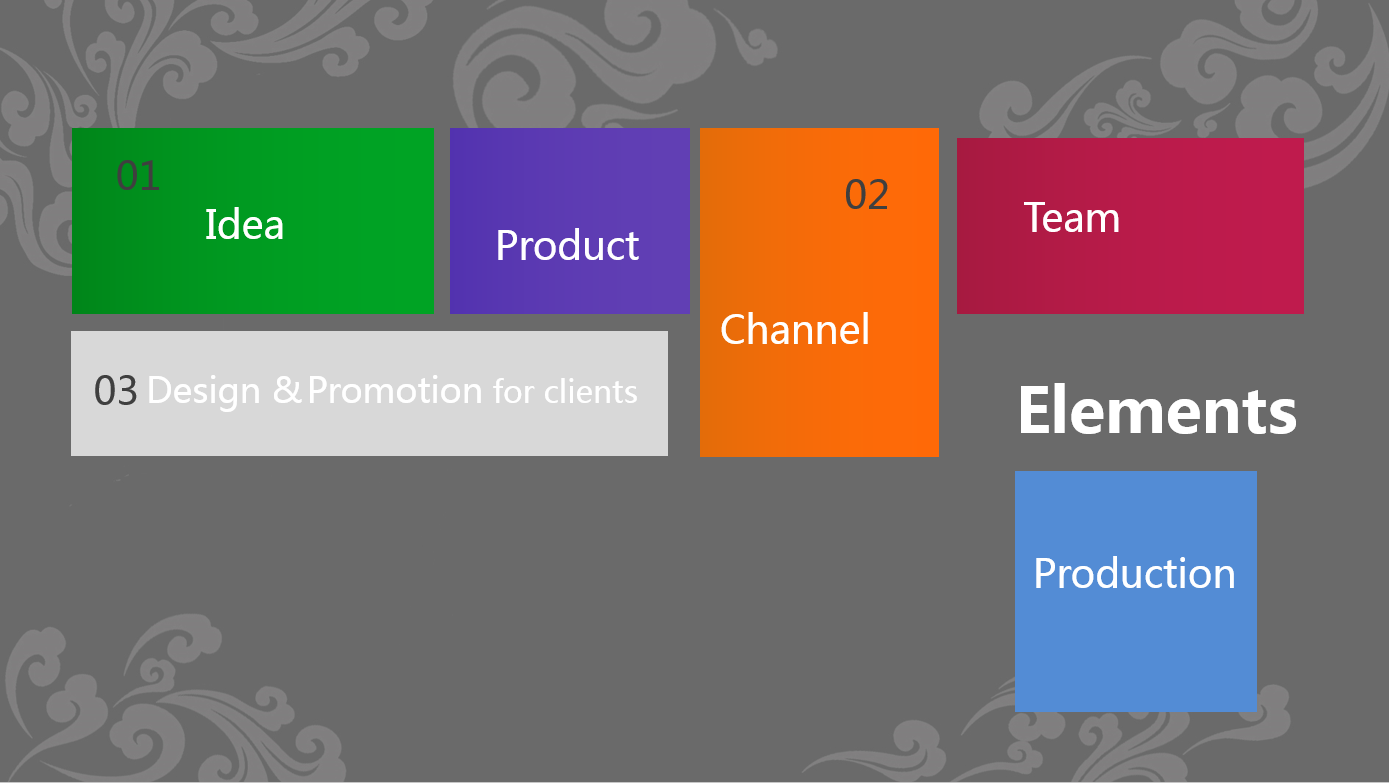 01
Idea
Product
02
Channel
Team
03 Design & Promotion for clients
Elements
Production